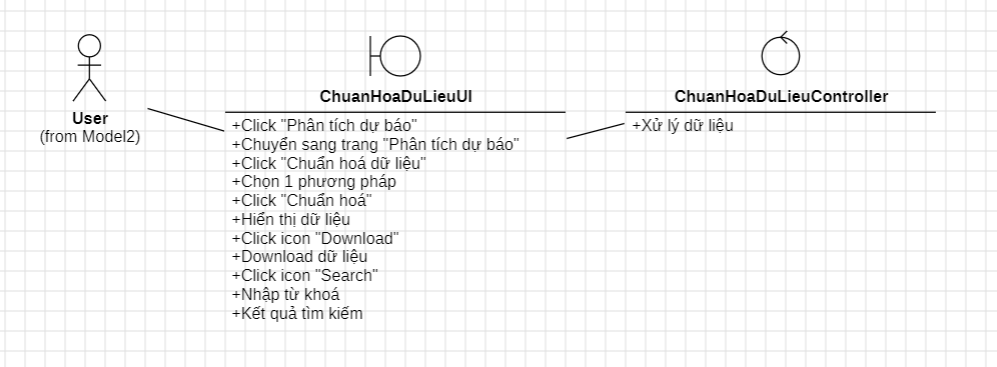 User
(from Model2)
ChuanHoaDuLieuUI
+Click "Phân tích dự báo"
+Chuyển sang trang "Phân tích dự báo"
+Click "Chuẩn hoá dữ liệu"
+Chọn 1 phương pháp
+Click "Chuẩn hoá"
+Hiển thị dữ liệu
+Click icon "Download"
+Download dữ liệu
+Click icon "Search"
+Nhập từ khoá
+Kết quả tìm kiếm
ChuanHoaDuLieuController
+Xử lý dữ liệu